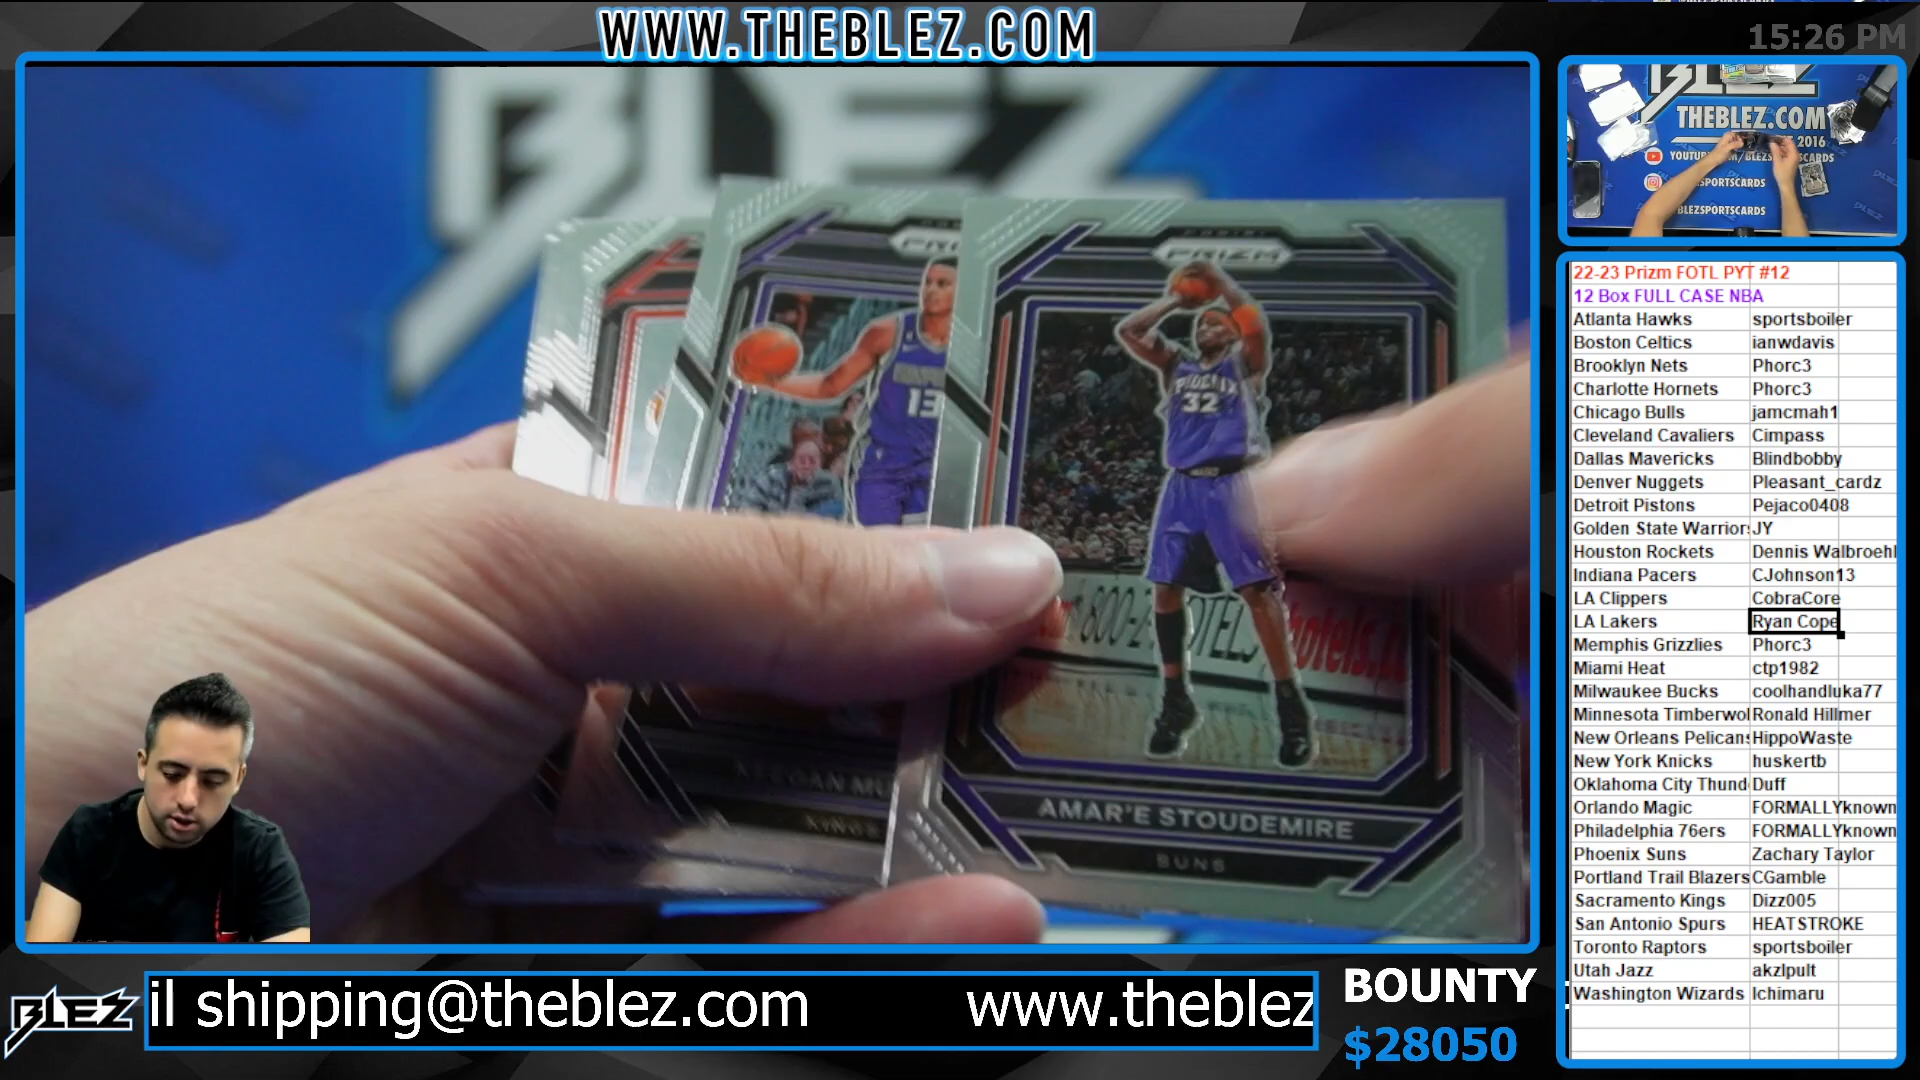 WWW.THEBLEZ.COM
15:26 PM
BLEZ
THEBLEZ.COM
2016
SPORTSCARDS
BLEZSPORTSCARDS
PRIZM
PHOENIX
32
13
AMAR'E STOUDEMIRE
SUNS
KEEGAN MU
KINGS
22-23 Prizm FOTL PYT #12
12 Box FULL CASE NBA
Atlanta Hawks sportsboiler
Boston Celtics ianwdavis
Brooklyn Nets Phorc3
Charlotte Hornets Phorc3
Chicago Bulls jamcmah1
Cleveland Cavaliers Cimpass
Dallas Mavericks Blindbobby
Denver Nuggets Pleasant_cardz
Detroit Pistons Pejaco0408
Golden State Warrior JY
Houston Rockets Dennis Walbroehl
Indiana Pacers CJohnson13
LA Clippers CobraCore
LA Lakers Ryan Cope
Memphis Grizzlies Phorc3
Miami Heat ctp1982
Milwaukee Bucks coolhandluka77
Minnesota Timberwol Ronald Hillmer
New Orleans Pelicans HippoWaste
New York Knicks huskertb
Oklahoma City Thund Duff
Orlando Magic FORMALLYknown
Philadelphia 76ers FORMALLYknown
Phoenix Suns Zachary Taylor
Portland Trail Blazers CGamble
Sacramento Kings Dizz005
San Antonio Spurs HEATSTROKE
Toronto Raptors sportsboiler
Utah Jazz akzlpult
Washington Wizards Ichimaru
BLEZ
il shipping@theblez.com www.theblez
BOUNTY
$28050